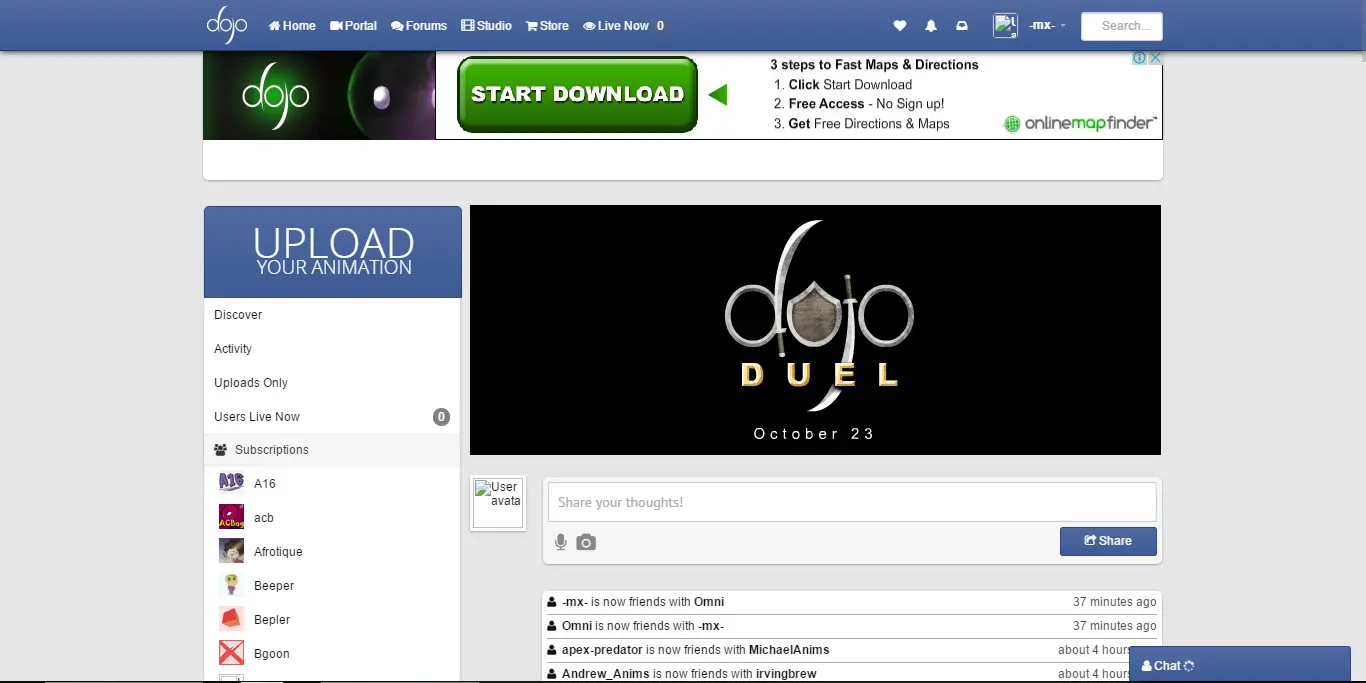 dojo
Home
Portal
Forums
Studio
Store
Live Now 0
-mx-
Search...
dojo
START DOWNLOAD
3 steps to Fast Maps & Directions
1. Click Start Download
2. Free Access - No Sign up!
3. Get Free Directions & Maps
onlinemapfinder™
UPLOAD
YOUR ANIMATION
Discover
Activity
Uploads Only
Users Live Now 0
Subscriptions
A16 A16
ACBog acb
Afrotique
Beeper
Bepler
Bgoon
dojo
DUEL
October 23
User
avata
Share your thoughts!
Share
-mx- is now friends with Omni 37 minutes ago
Omni is now friends with -mx- 37 minutes ago
apex-predator is now friends with MichaelAnims about 4 hours
Andrew_Anims is now friends with irvingbrew about 4 hours
Chat